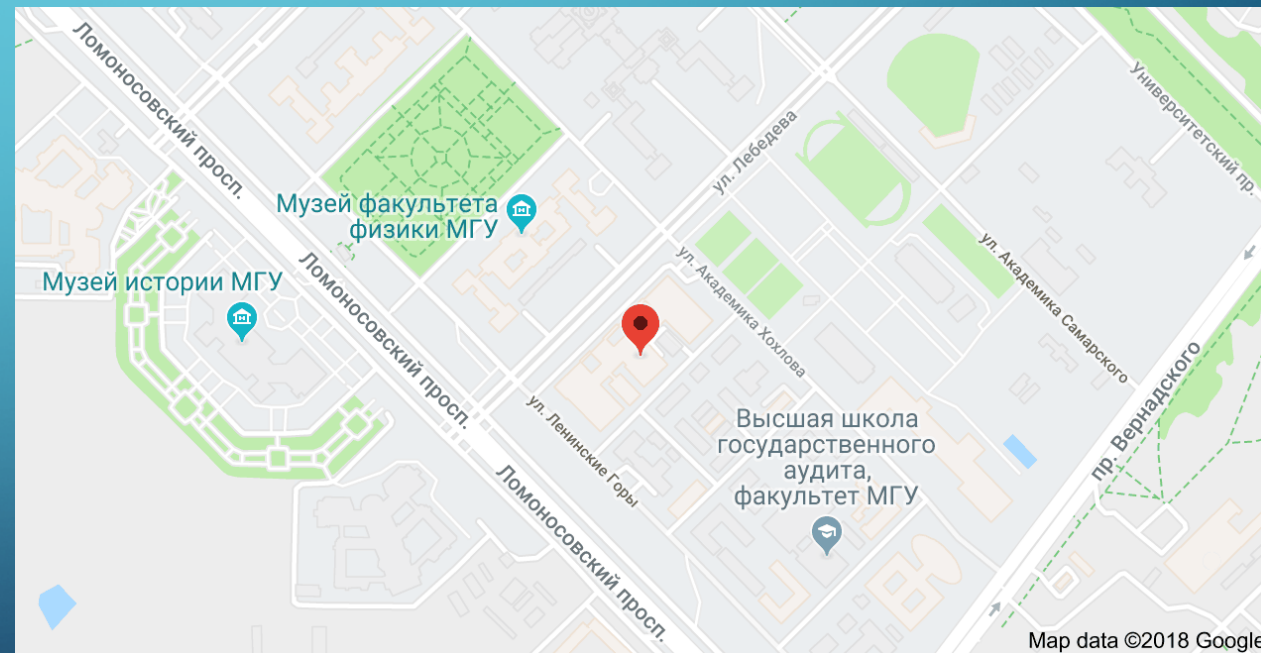 Ломоносовский просп.
Университетский пр.
ул. Лебедева
Музей факультета
физики МГУ
ул. Академика Самарского
ул. Академика Хохлова
Музей истории МГУ
Ломоносовский просп.
пр. Вернадского
ул. Ленинские Горы
Высшая школа
государственного
аудита,
факультет МГУ
Ломоносовский просп.
Map data ©2018 Google